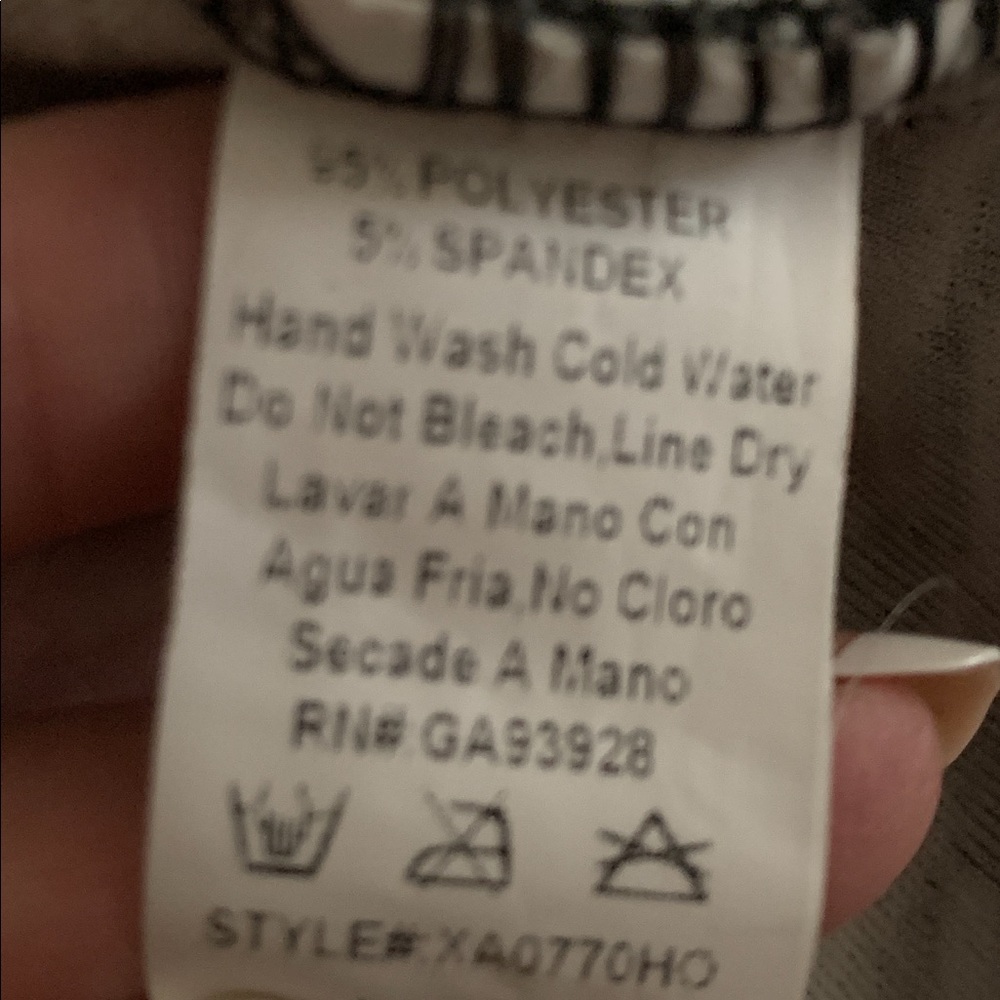 95% POLYESTER
5% SPANDEX
Hand Wash Cold Water
Do Not Bleach,Line Dry
Lavar A Mano Con
Agua Fria,No Cloro
Secade A Mano
RN#:GA93928
STYLE#:XA0770HO